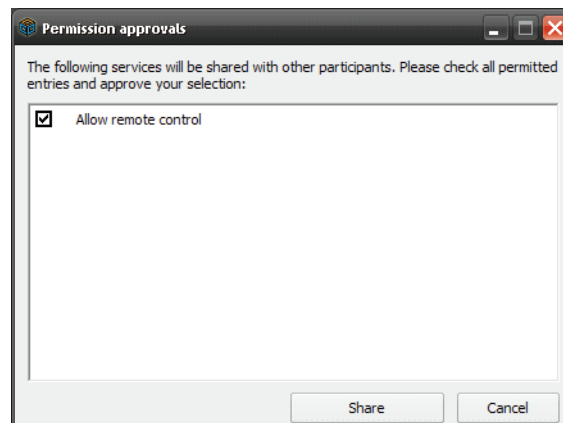 Permission approvals
The following services will be shared with other participants. Please check all permitted
entries and approve your selection:
Allow remote control
Share Cancel